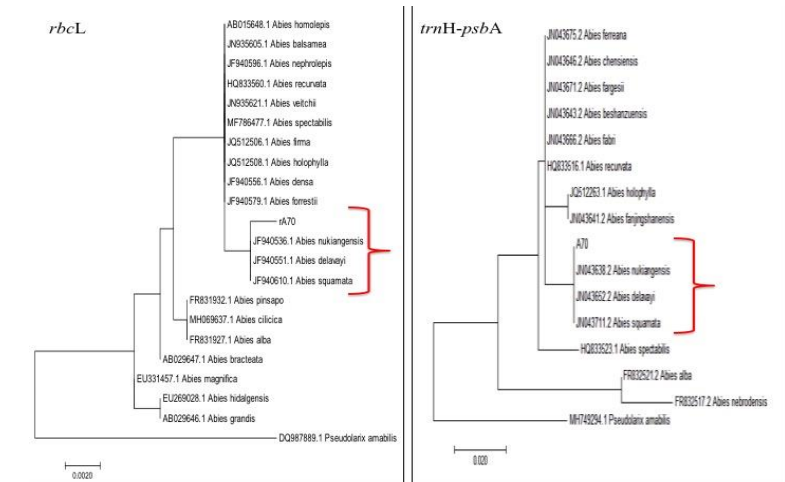 rbcL
AB015648.1 Abies homolepis
JN935605.1 Abies balsamea
JF940596.1 Abies nephrolepis
HQ833560.1 Abies recurvata
JN935621.1 Abies veitchii
MF786477.1 Abies spectabilis
JQ512506.1 Abies firma
JQ512508.1 Abies holophylla
JF940556.1 Abies densa
JF940579.1 Abies forrestii
rA70
JF940536.1 Abies nukiangensis
JF940551.1 Abies delavayi
JF940610.1 Abies squamata
FR831932.1 Abies pinsapo
MH069637.1 Abies cilicica
FR831927.1 Abies alba
AB029647.1 Abies bracteata
EU331457.1 Abies magnifica
EU269028.1 Abies hidalgensis
AB029646.1 Abies grandis
DQ987889.1 Pseudolarix amabilis
0.0020
trnH-psbA
JN043675.2 Abies ferreana
JN043646.2 Abies chensiensis
JN043671.2 Abies fargesii
JN043643.2 Abies beshanzuensis
JN043666.2 Abies fabri
HQ833616.1 Abies recurvata
JQ512263.1 Abies holophylla
JN043641.2 Abies fanjingshanensis
A70
JN043638.2 Abies nukiangensis
JN043652.2 Abies delavayi
JN043711.2 Abies squamata
HQ833523.1 Abies spectabilis
FR832521.2 Abies alba
FR832517.2 Abies nebrodensis
MH749294.1 Pseudolarix amabilis
0.020